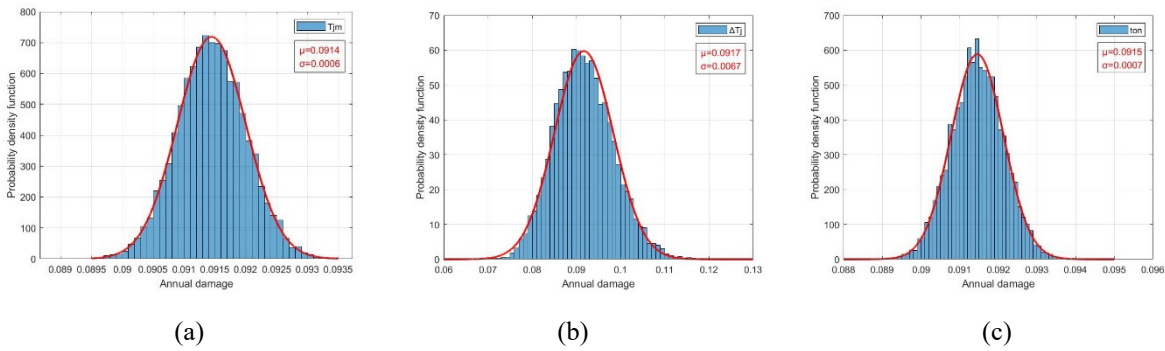 800
700
600
500
400
300
200
100
0
Probability density function
0.089 0.0895 0.09 0.0905 0.091 0.0915 0.092 0.0925 0.093 0.0935
Annual damage
Tjm
μ=0.0914
σ=0.0006
(a)
70
60
50
40
30
20
10
0
Probability density function
0.06 0.07 0.08 0.09 0.1 0.11 0.12 0.13
Annual damage
ΔTj
μ=0.0917
σ=0.0067
(b)
700
600
500
400
300
200
100
0
Probability density function
0.088 0.089 0.09 0.091 0.092 0.093 0.094 0.095 0.096
Annual damage
ton
μ=0.0915
σ=0.0007
(c)